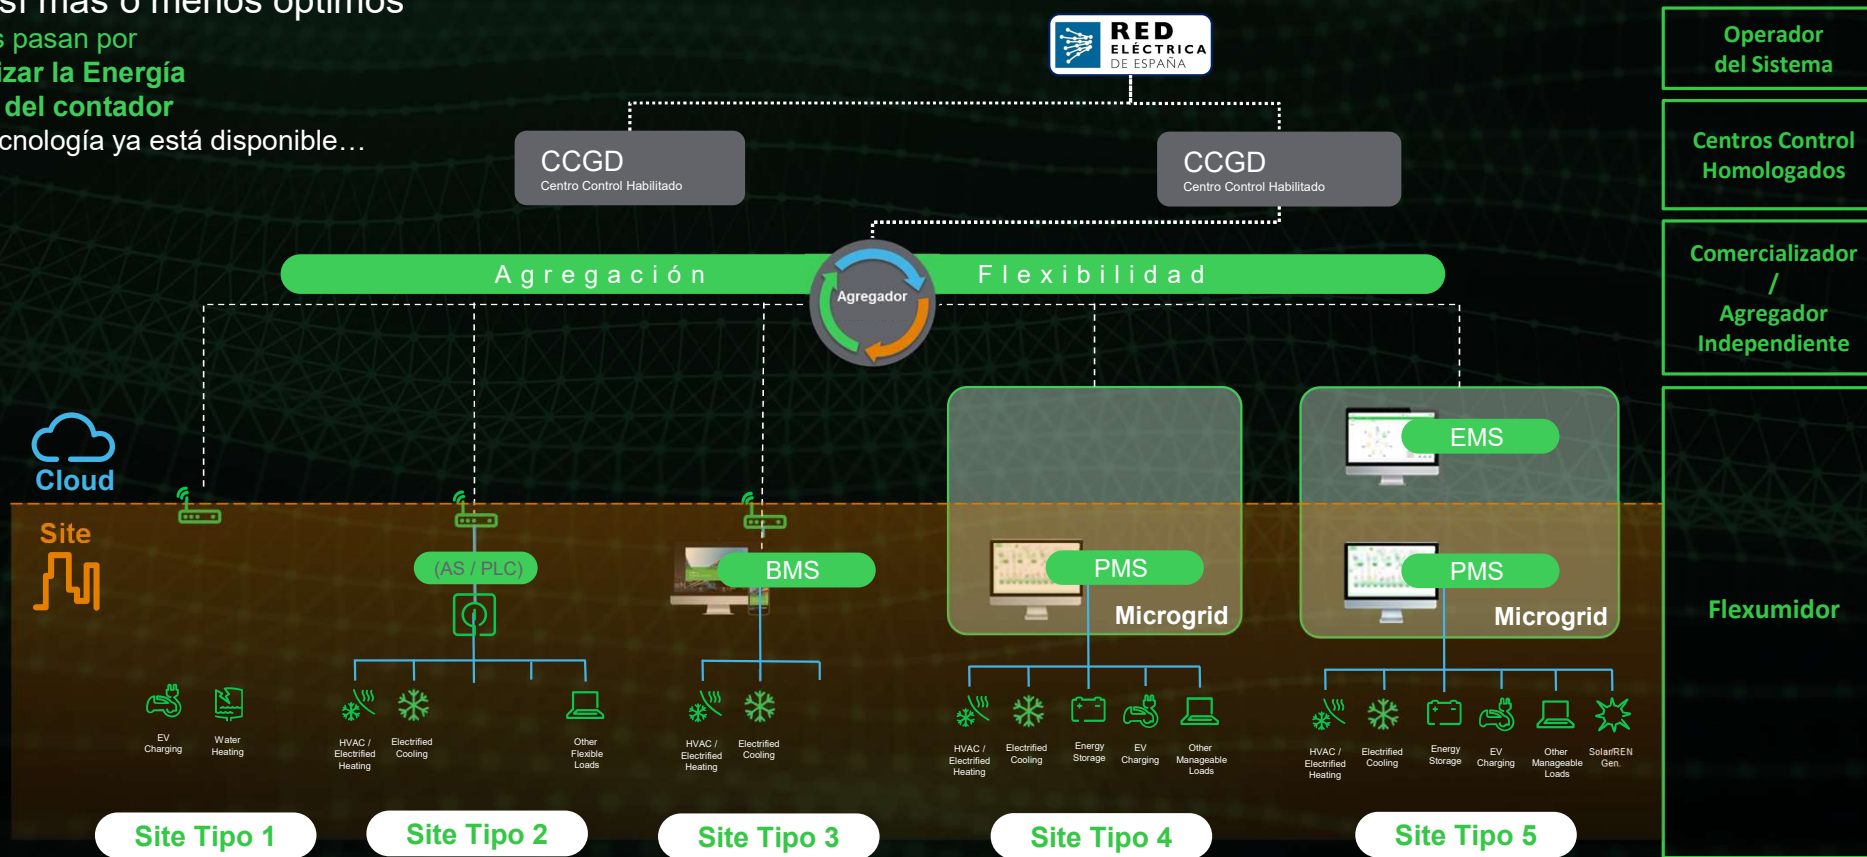 sí más o menos óptimos
s pasan por
izar la Energía
del contador
cnología ya está disponible…
RED
ELÉCTRICA
DE ESPAÑA
CCGD
Centro Control Habilitado
CCGD
Centro Control Habilitado
Agregación
Agregador
Flexibilidad
Operador
del Sistema
Centros Control
Homologados
Comercializador
/
Agregador
Independiente
Flexumidor
Cloud
Site
(AS / PLC)
BMS
PMS
Microgrid
EMS
PMS
Microgrid
EV
Charging
Water
Heating
HVAC /
Electrified
Heating
Electrified
Cooling
Other
Flexible
Loads
HVAC /
Electrified
Heating
Electrified
Cooling
HVAC /
Electrified
Heating
Electrified
Cooling
Energy
Storage
EV
Charging
Other
Manageable
Loads
HVAC /
Electrified
Heating
Electrified
Cooling
Energy
Storage
EV
Charging
Other
Manageable
Loads
Solar/REN
Gen.
Site Tipo 1
Site Tipo 2
Site Tipo 3
Site Tipo 4
Site Tipo 5